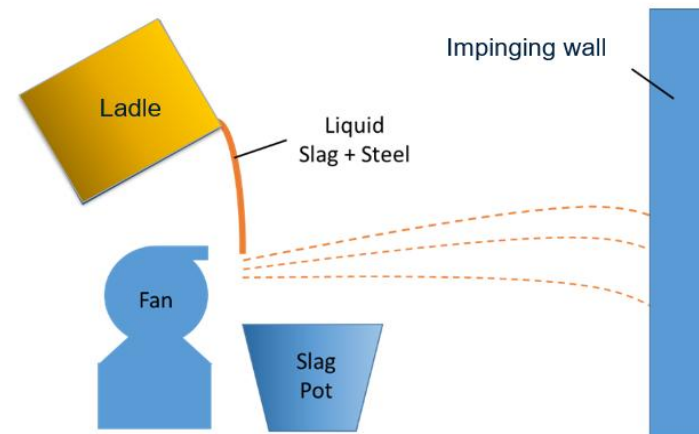 Impinging wall
Ladle
Liquid
Slag + Steel
Fan
Slag
Pot